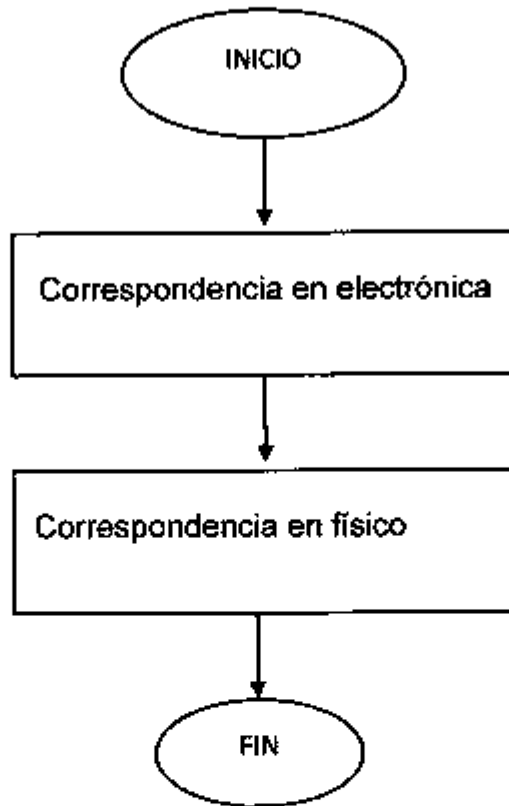 INICIO
Correspondencia en electrónica
Correspondencia en físico
FIN